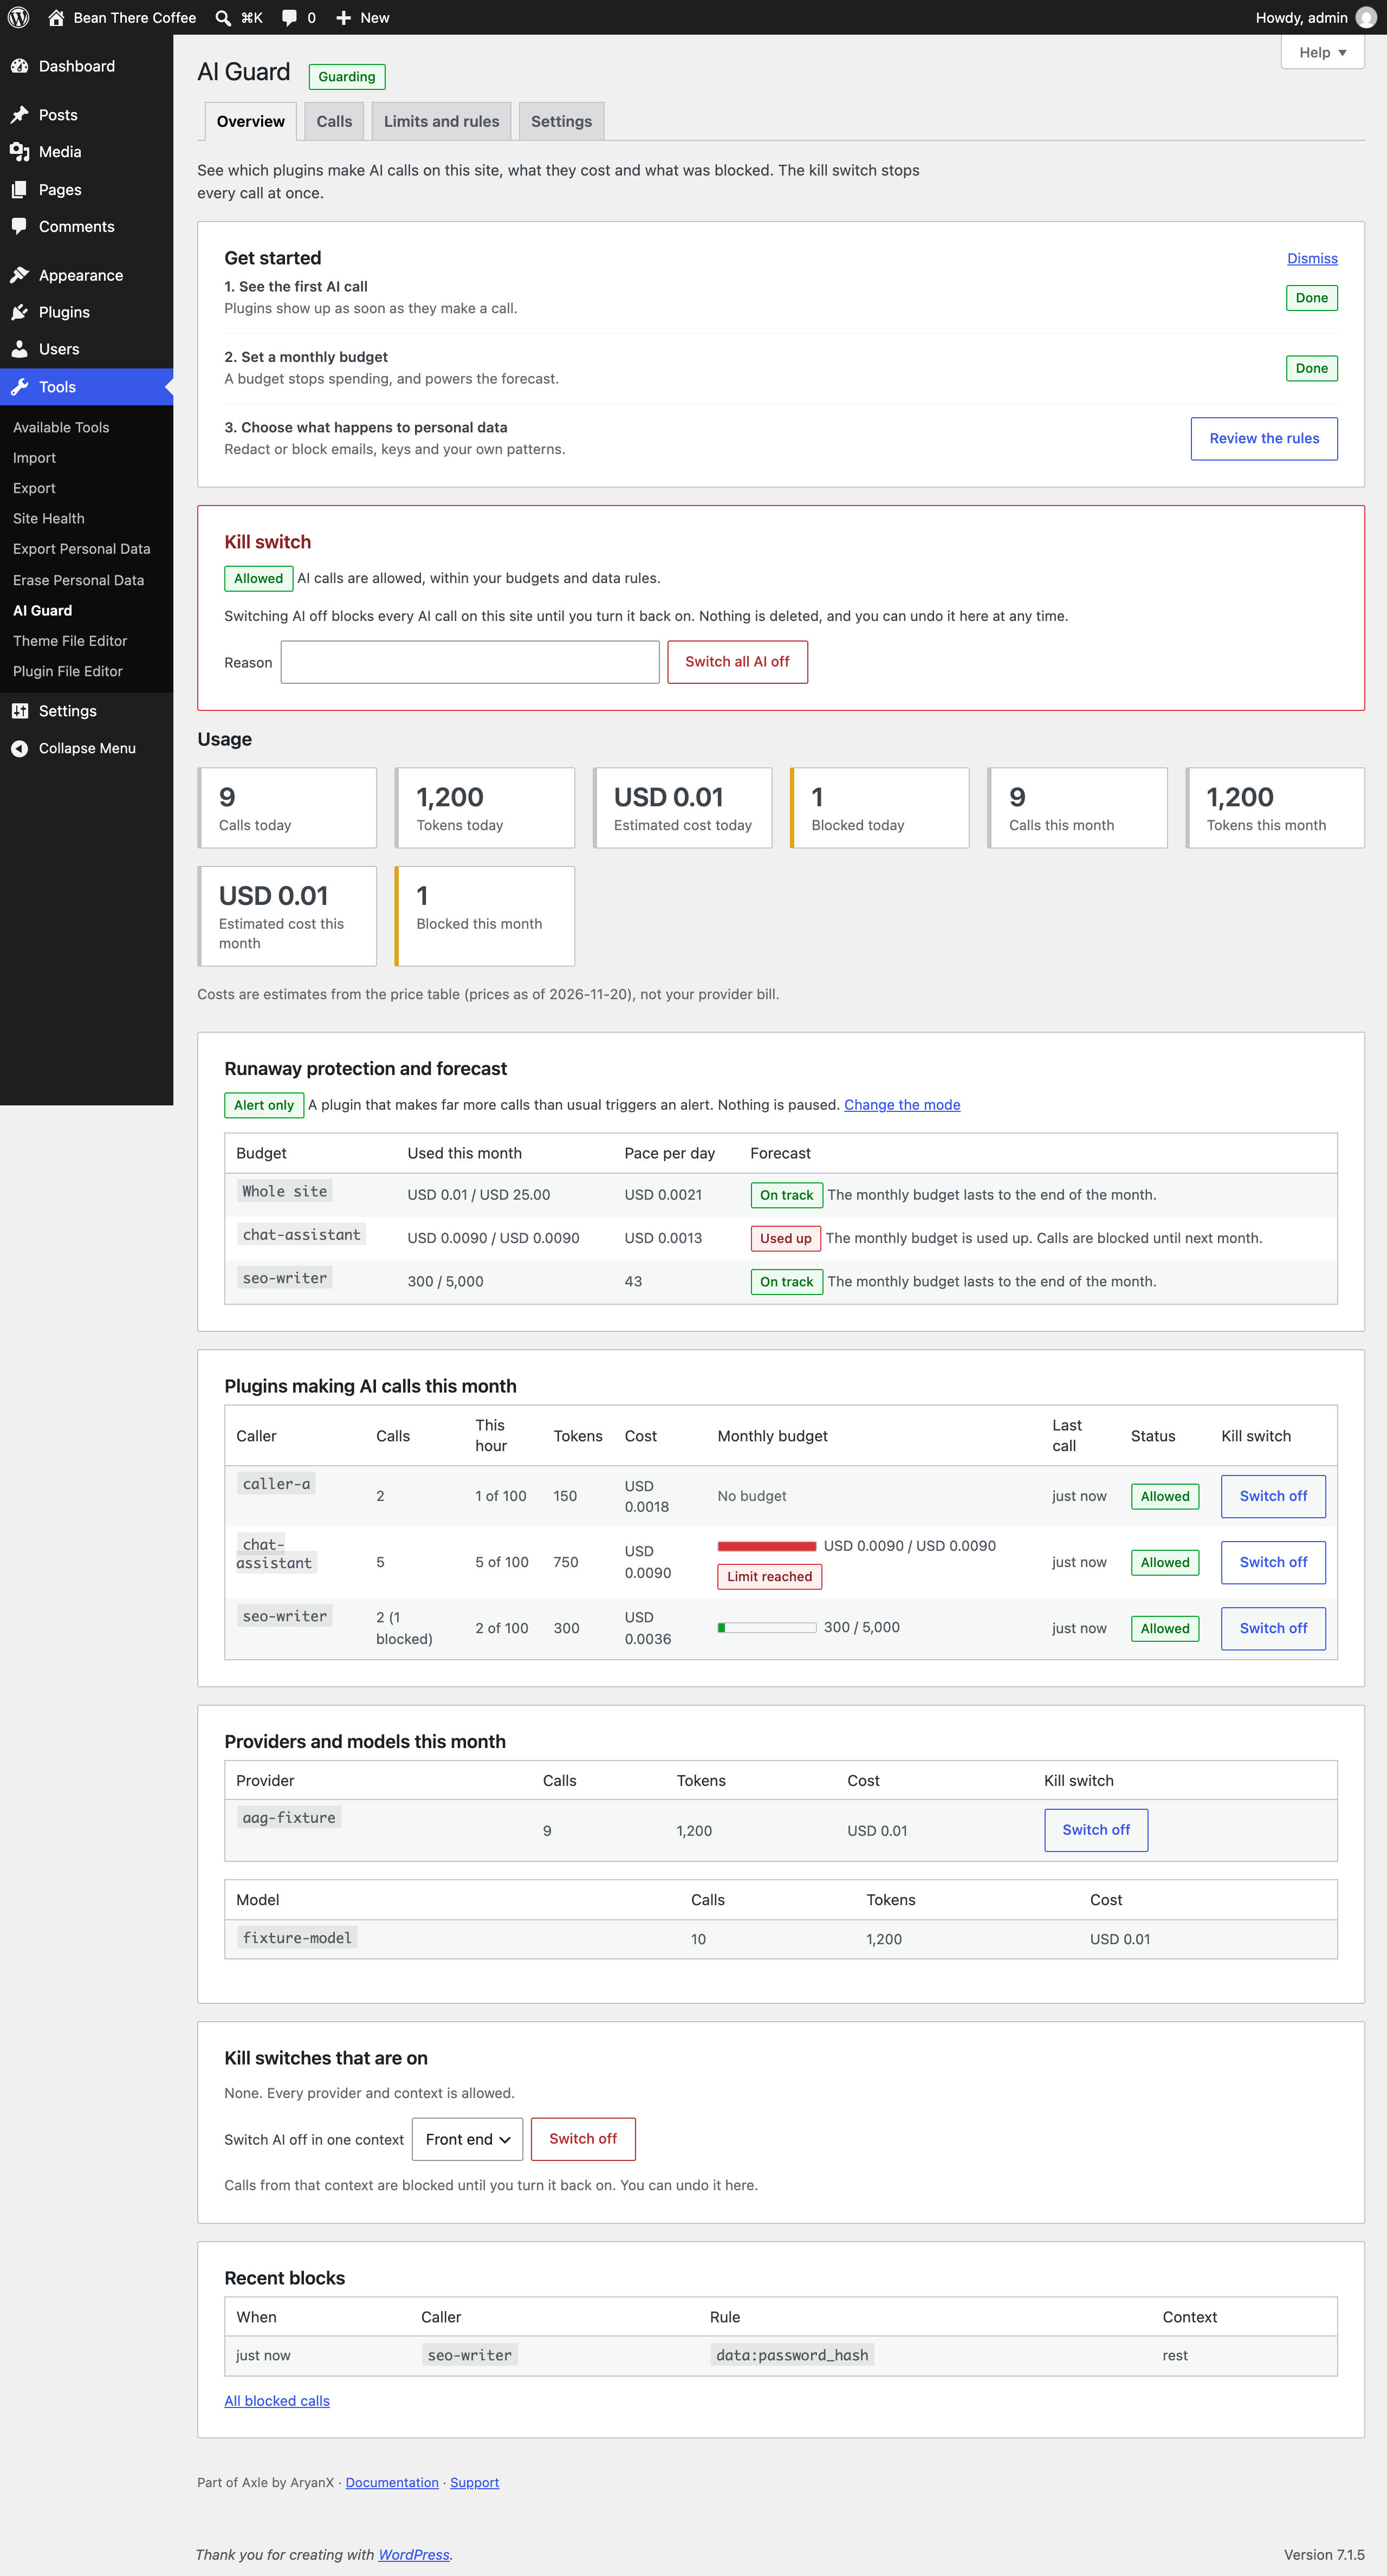 Bean There Coffee ⌘K 0 New Howdy, admin
Dashboard
Posts
Media
Pages
Comments
Appearance
Plugins
Users
Tools
Available Tools
Import
Export
Site Health
Export Personal Data
Erase Personal Data
AI Guard
Theme File Editor
Plugin File Editor
Settings
Collapse Menu
Help
AI Guard Guarding
Overview Calls Limits and rules Settings
See which plugins make AI calls on this site, what they cost and what was blocked. The kill switch stops
every call at once.
Get started Dismiss
1. See the first AI call
Plugins show up as soon as they make a call.
Done
2. Set a monthly budget
A budget stops spending, and powers the forecast.
Done
3. Choose what happens to personal data
Redact or block emails, keys and your own patterns.
Review the rules
Kill switch
Allowed AI calls are allowed, within your budgets and data rules.
Switching AI off blocks every AI call on this site until you turn it back on. Nothing is deleted, and you can undo it here at any time.
Reason Switch all AI off
Usage
9
Calls today
1,200
Tokens today
USD 0.01
Estimated cost today
1
Blocked today
9
Calls this month
1,200
Tokens this month
USD 0.01
Estimated cost this
month
1
Blocked this month
Costs are estimates from the price table (prices as of 2026-11-20), not your provider bill.
Runaway protection and forecast
Alert only A plugin that makes far more calls than usual triggers an alert. Nothing is paused. Change the mode
Budget Used this month Pace per day Forecast
Whole site USD 0.01 / USD 25.00 USD 0.0021 On track The monthly budget lasts to the end of the month.
chat-assistant USD 0.0090 / USD 0.0090 USD 0.0013 Used up The monthly budget is used up. Calls are blocked until next month.
seo-writer 300 / 5,000 43 On track The monthly budget lasts to the end of the month.
Plugins making AI calls this month
Caller Calls This hour Tokens Cost Monthly budget Last call Status Kill switch
caller-a 2 1 of 100 150 USD 0.0018 No budget just now Allowed Switch off
chat-assistant 5 5 of 100 750 USD 0.0090 USD 0.0090 / USD 0.0090 Limit reached just now Allowed Switch off
seo-writer 2 (1 blocked) 2 of 100 300 USD 0.0036 300 / 5,000 just now Allowed Switch off
Providers and models this month
Provider Calls Tokens Cost Kill switch
aag-fixture 9 1,200 USD 0.01 Switch off
Model Calls Tokens Cost
fixture-model 10 1,200 USD 0.01
Kill switches that are on
None. Every provider and context is allowed.
Switch AI off in one context Front end Switch off
Calls from that context are blocked until you turn it back on. You can undo it here.
Recent blocks
When Caller Rule Context
just now seo-writer data:password_hash rest
All blocked calls
Part of Axle by AryanX · Documentation · Support
Thank you for creating with WordPress. Version 7.1.5